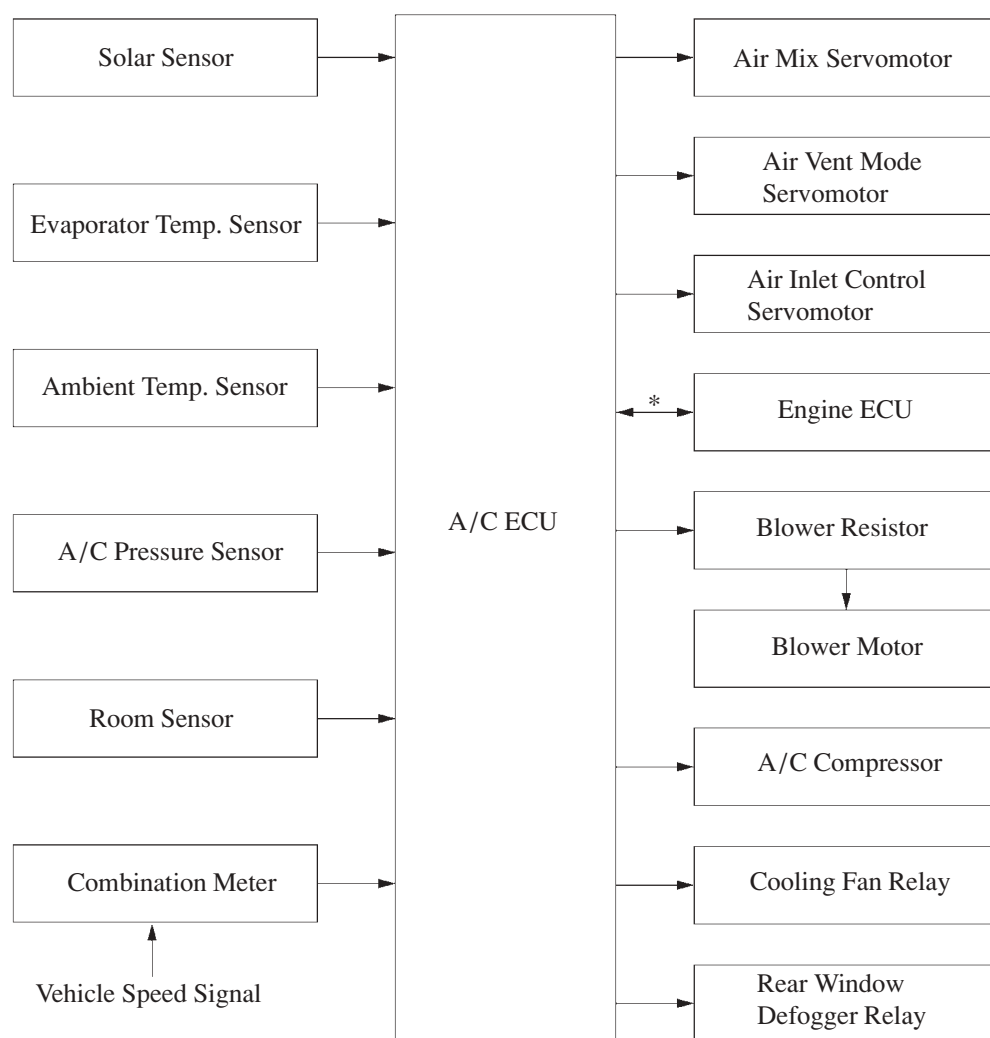 Solar Sensor
Evaporator Temp. Sensor
Ambient Temp. Sensor
A/C Pressure Sensor
Room Sensor
Combination Meter
Vehicle Speed Signal
A/C ECU
Air Mix Servomotor
Air Vent Mode
Servomotor
Air Inlet Control
Servomotor
*
Engine ECU
Blower Resistor
Blower Motor
A/C Compressor
Cooling Fan Relay
Rear Window
Defogger Relay